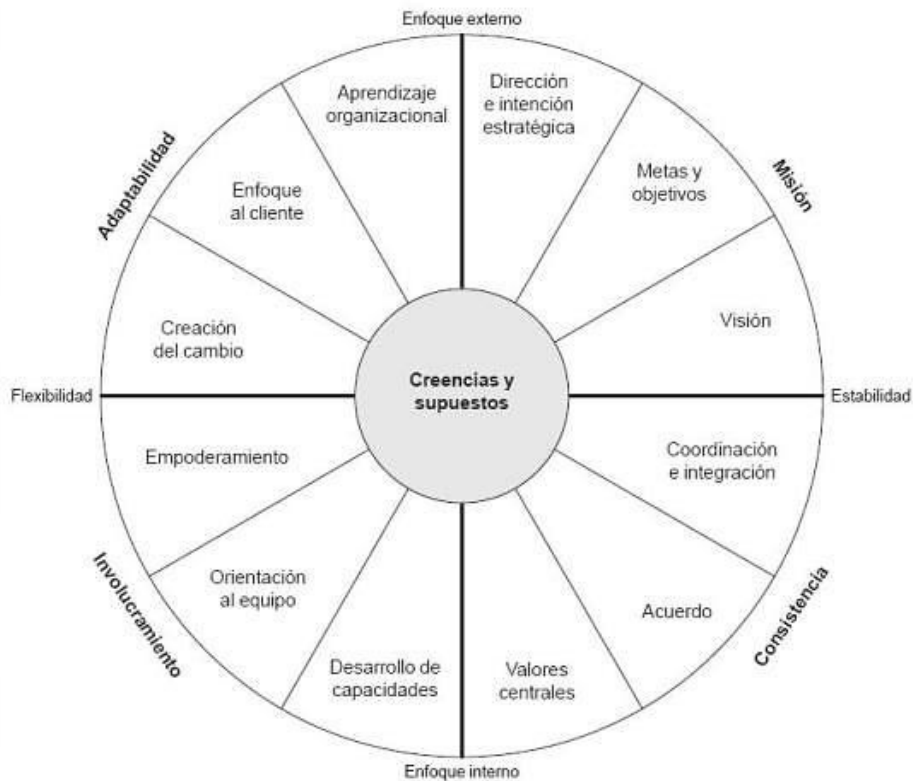 Enfoque externo
Aprendizaje
organizacional
Dirección
e intención
estratégica
Adaptabilidad
Enfoque
al cliente
Metas y
objetivos
Misión
Creación
del cambio
Visión
Flexibilidad
Creencias y
supuestos
Estabilidad
Empoderamiento
Coordinación
e integración
Involucramiento
Orientación
al equipo
Acuerdo
Consistencia
Desarrollo de
capacidades
Valores
centrales
Enfoque interno